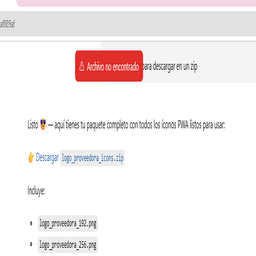 ⚠ Archivo no encontrado para descargar en un zip
Listo 🎁 — aquí tienes tu paquete completo con todos los iconos PWA listos para usar:
👉 Descargar logo_proveedora_icons.zip
Incluye:
• logo_proveedora_192.png
• logo_proveedora_256.png